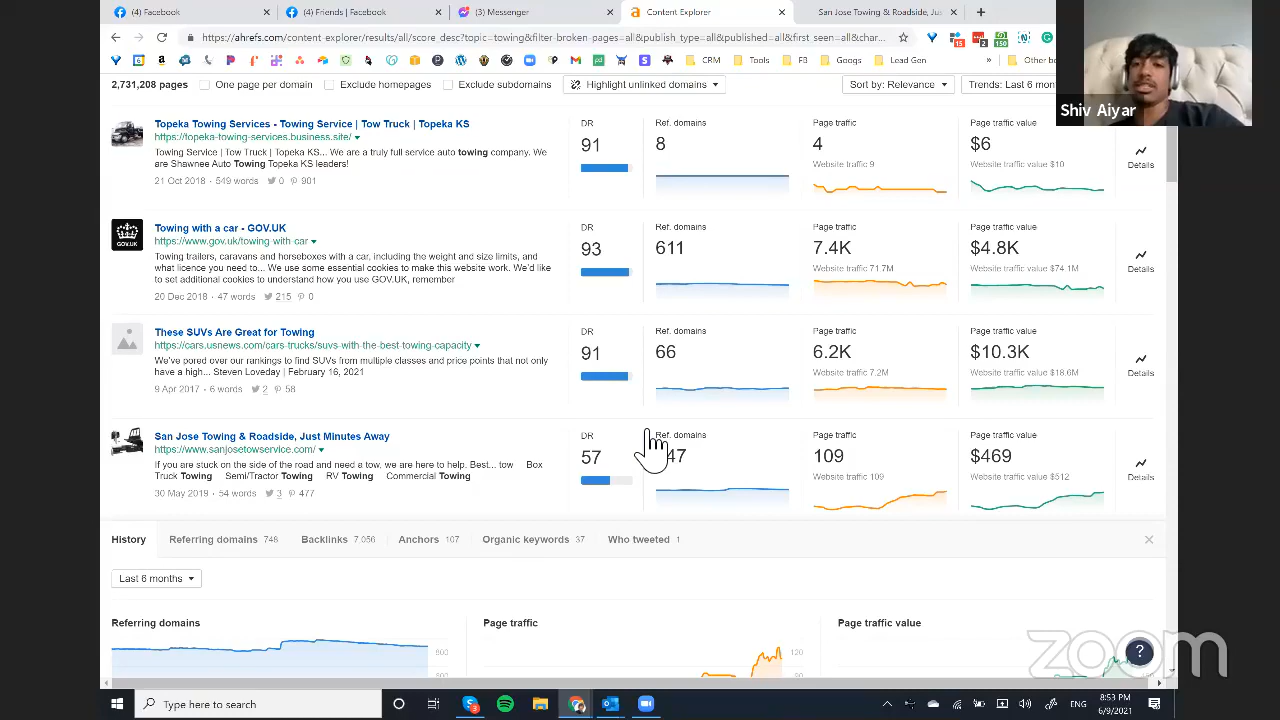 (4) Facebook
(4) Friends | Facebook
(3) Messenger
Content Explorer
San Jose Towing & Roadside, Jus
https://ahrefs.com/content-explorer/results/all/score_desc?topic=towing&filter-broken-pages=all&publish_type=all&published=all&first_seen=all&char...
15
2
150
CRM
Tools
FB
Googs
Lead Gen
Other bo
Shiv Aiyar
2,731,208 pages
One page per domain
Exclude homepages
Exclude subdomains
Highlight unlinked domains
Sort by: Relevance
Trends: Last 6 mon
Topeka Towing Services - Towing Service | Tow Truck | Topeka KS
https://topeka-towing-services.business.site/
Towing Service | Tow Truck | Topeka KS... We are a truly full service auto towing company. We
are Shawnee Auto Towing Topeka KS leaders!
21 Oct 2018 · 549 words 0 901
DR
91
Ref. domains
8
Page traffic
4
Website traffic 9
Page traffic value
$6
Website traffic value $10
Details
Towing with a car - GOV.UK
https://www.gov.uk/towing-with-car
Towing trailers, caravans and horseboxes with a car, including the weight and size limits, and
what licence you need to... We use some essential cookies to make this website work. We'd like
to set additional cookies to understand how you use GOV.UK, remember
20 Dec 2018 · 47 words 215 0
GOV.UK
DR
93
Ref. domains
611
Page traffic
7.4K
Website traffic 71.7M
Page traffic value
$4.8K
Website traffic value $74.1M
Details
These SUVs Are Great for Towing
https://cars.usnews.com/cars-trucks/suvs-with-the-best-towing-capacity
We've pored over our rankings to find SUVs from multiple classes and price points that not only
have a high... Steven Loveday | February 16, 2021
9 Apr 2017 · 6 words 2 58
DR
91
Ref. domains
66
Page traffic
6.2K
Website traffic 7.2M
Page traffic value
$10.3K
Website traffic value $18.6M
Details
San Jose Towing & Roadside, Just Minutes Away
https://www.sanjosetowservice.com/
If you are stuck on the side of the road and need a tow, we are here to help. Best... tow Box
Truck Towing Semi/Tractor Towing RV Towing Commercial Towing
30 May 2019 · 54 words 3 477
DR
57
Ref. domains
47
Page traffic
109
Website traffic 109
Page traffic value
$469
Website traffic value $512
Details
History
Referring domains 748
Backlinks 7,056
Anchors 107
Organic keywords 37
Who tweeted 1
Last 6 months
Referring domains
800
Page traffic
120
90
Page traffic value
zoom
?
Type here to search
ENG
8:53 PM
6/9/2021